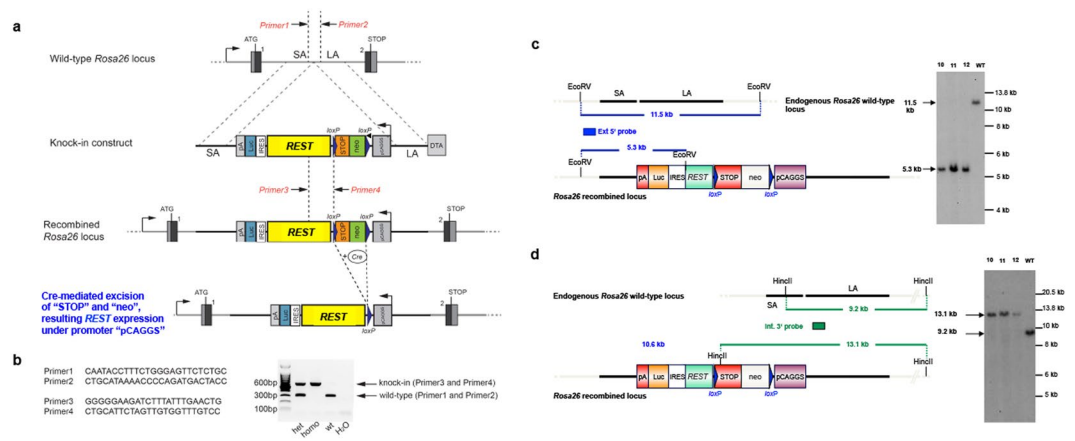 a
Primer1
Primer2
ATG
STOP
1
2
Wild-type Rosa26 locus
SA
LA
loxP
loxP
Knock-in construct
SA
pA
Luc
IRES
REST
STOP
neo
pCAGGS
LA
DTA
Primer3
Primer4
Recombined
Rosa26 locus
ATG
1
pA
Luc
IRES
REST
loxP
STOP
neo
loxP
pCAGGS
2
STOP
+ Cre
Cre-mediated excision
of “STOP” and “neo”,
resulting REST expression
under promoter “pCAGGS”
ATG
1
pA
Luc
IRES
REST
loxP
pCAGGS
2
STOP
b
Primer1 CAATACCTTTCTGGGAGTTCTCTGC
Primer2 CTGCATAAAACCCCAGATGACTACC
Primer3 GGGGGAAGATCTTTATTTGAACTG
Primer4 CTGCATTCTAGTTGTGGTTTGTCC
600bp
300bp
100bp
knock-in (Primer3 and Primer4)
wild-type (Primer1 and Primer2)
het
homo
wt
H2O
c
EcoRV
SA
LA
EcoRV
Endogenous Rosa26 wild-type
locus
11.5 kb
Ext 5' probe
5.3 kb
EcoRV
EcoRV
pA
Luc
IRES
REST
STOP
neo
pCAGGS
loxP
loxP
Rosa26 recombined locus
10 11 12 WT
11.5 kb
5.3 kb
13.8 kb
10 kb
8 kb
6 kb
5 kb
4 kb
d
Endogenous Rosa26 wild-type locus
HincII
HincII
SA
LA
9.2 kb
Int. 3' probe
10.6 kb
13.1 kb
HincII
HincII
pA
Luc
IRES
REST
STOP
neo
pCAGGS
loxP
loxP
Rosa26 recombined locus
10 11 12 WT
13.1 kb
9.2 kb
20.5 kb
13.8 kb
10 kb
8 kb
6 kb
5 kb